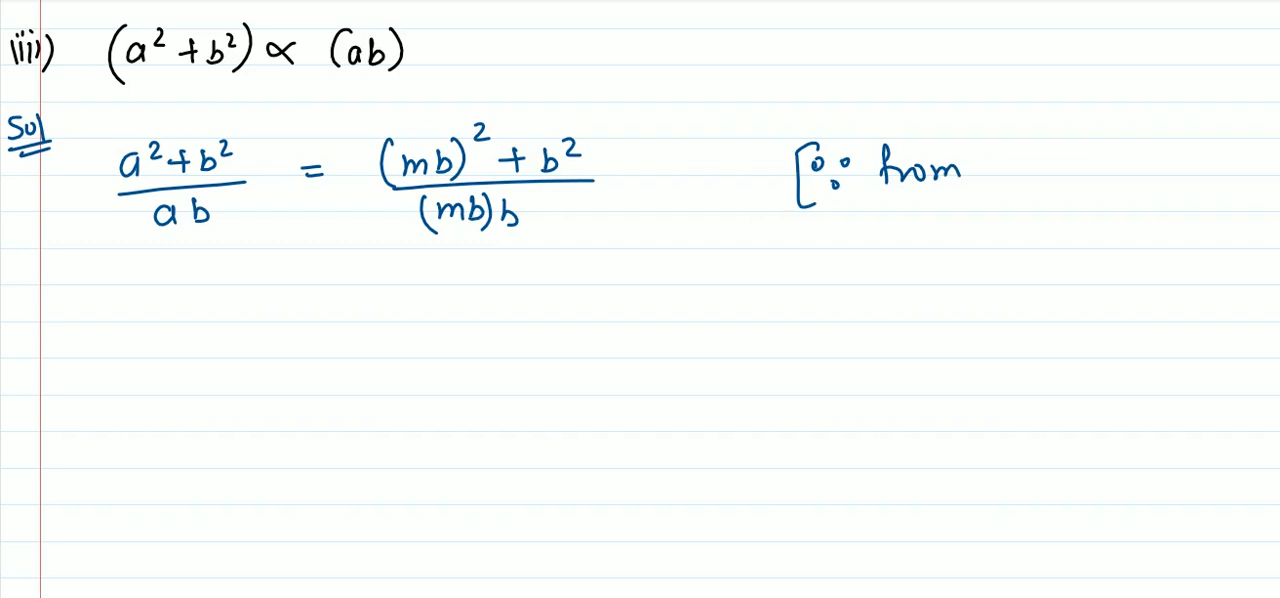 iii) (a² + b²) ∝ (ab)
Sol
a² + b² / ab = (mb)² + b² / (mb)b [∵ from